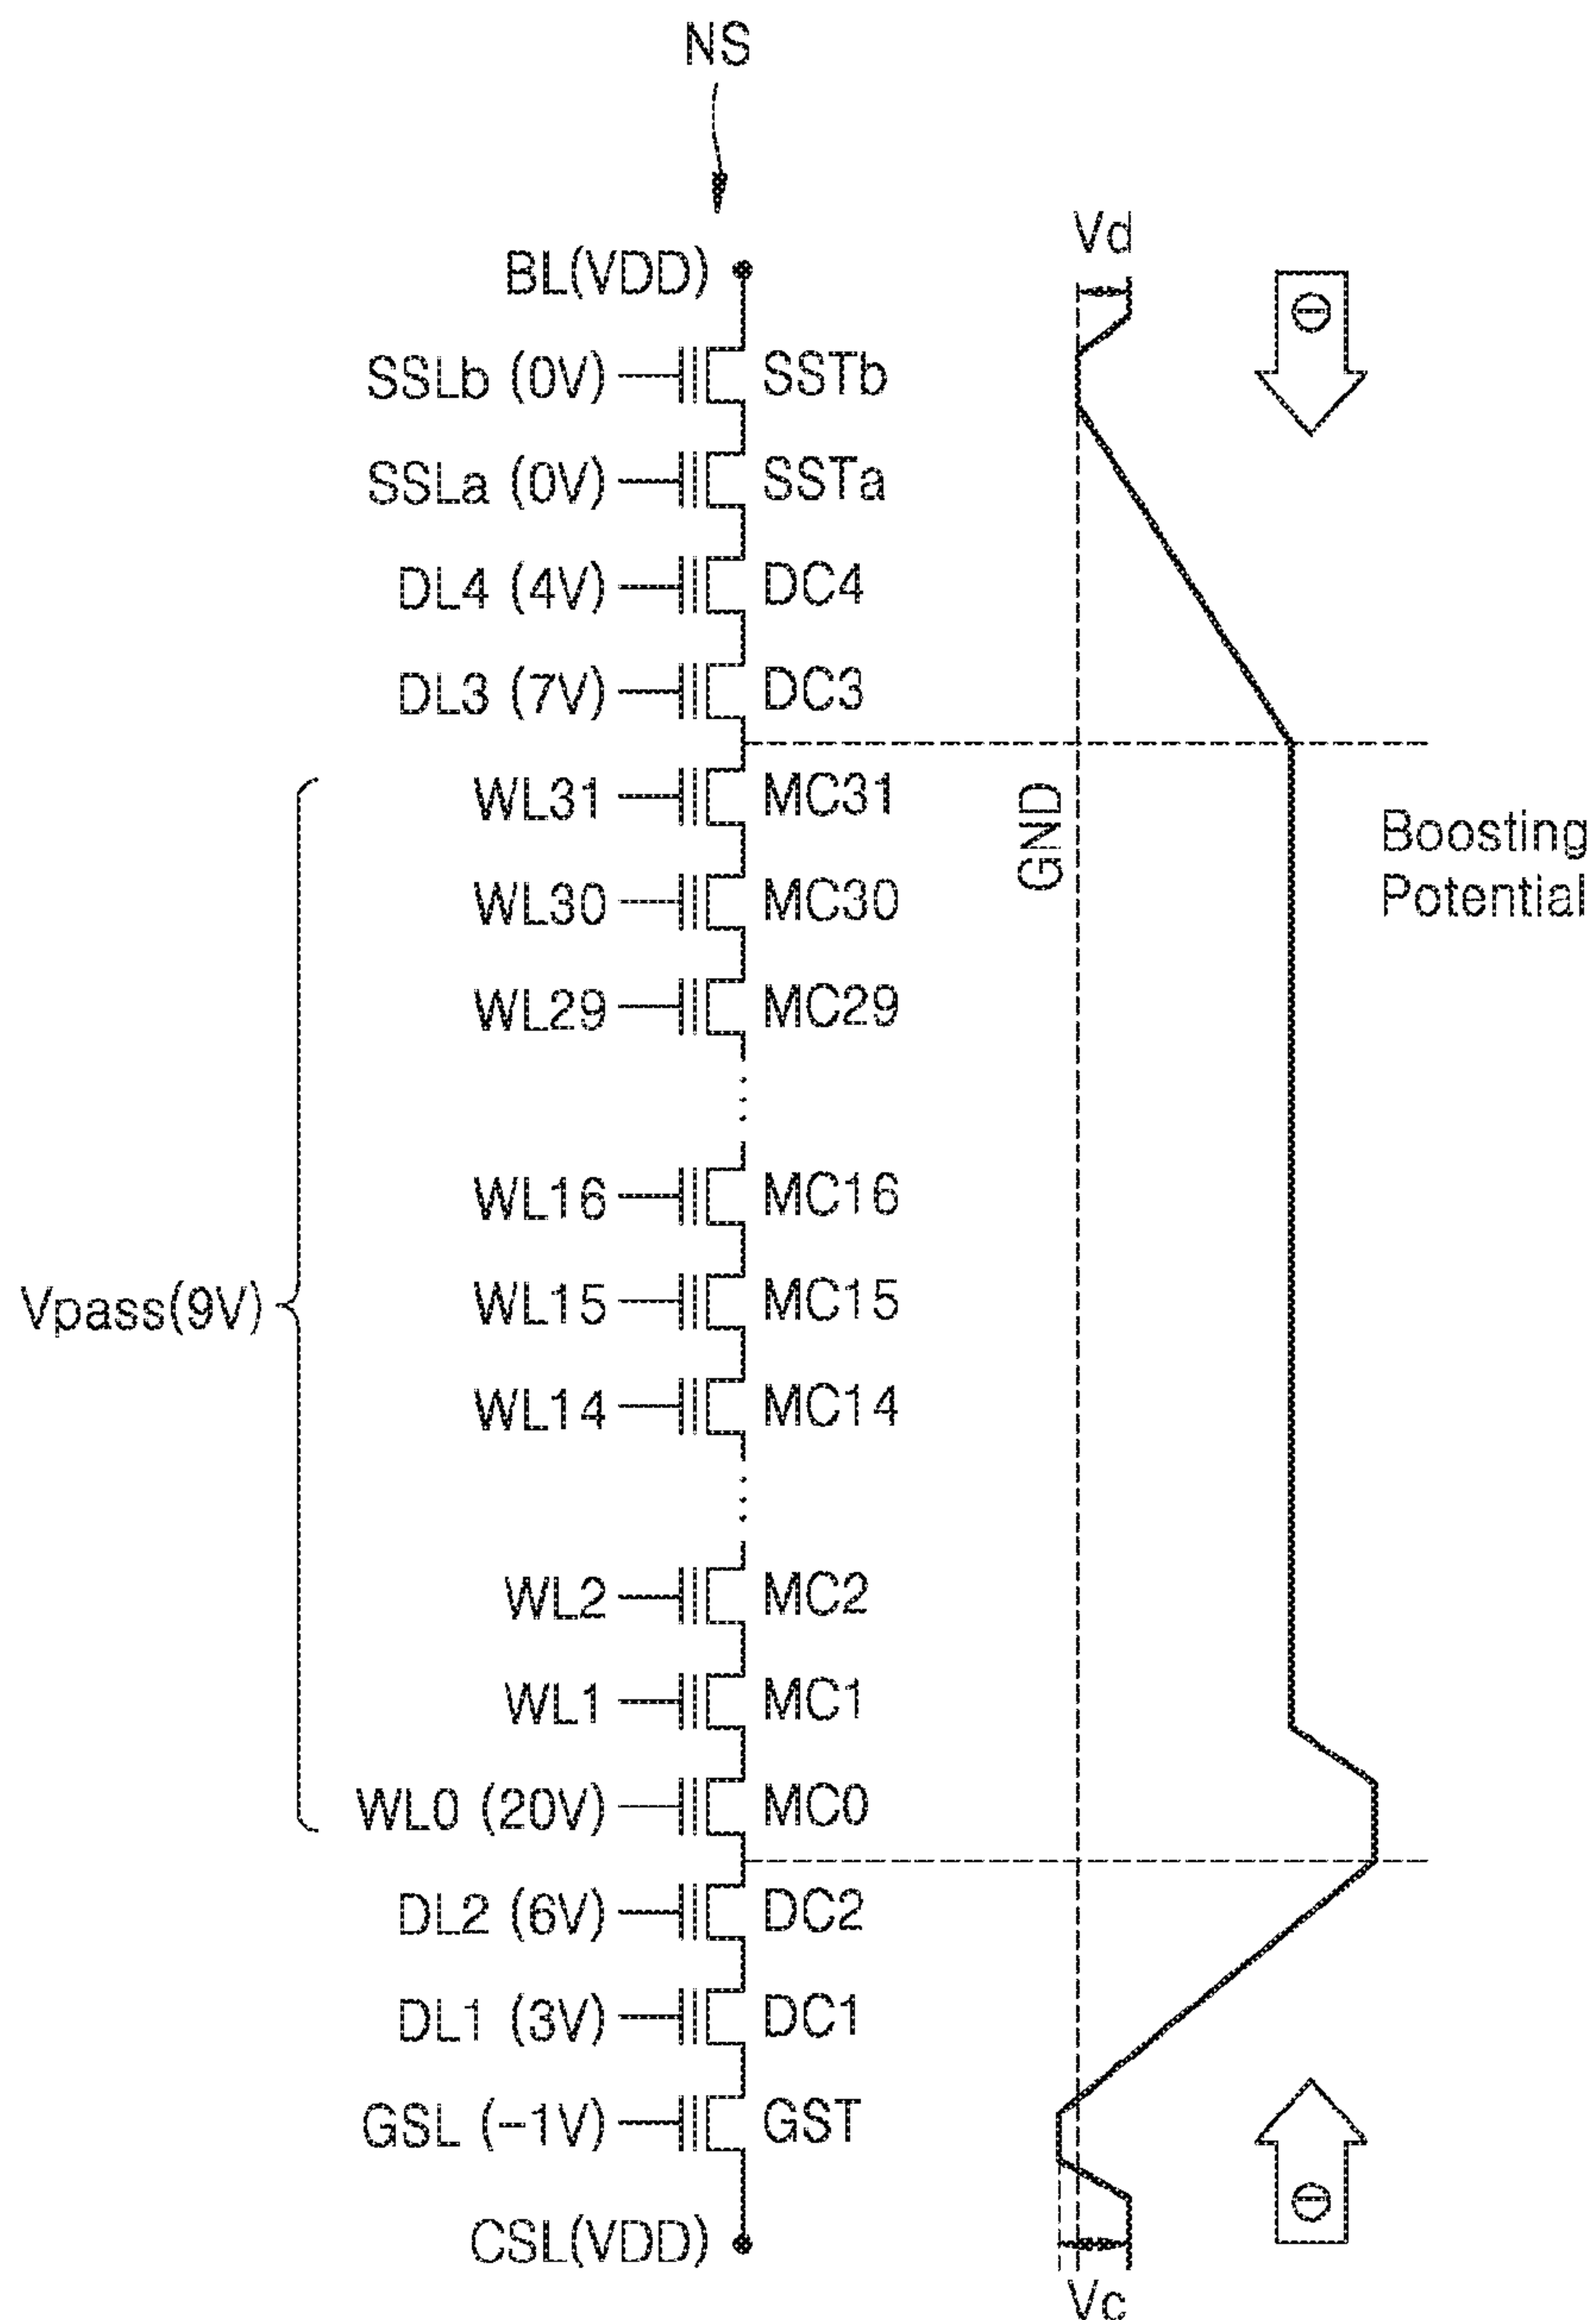 NS
Vd
BL(VDD)
SSLb (0V) SSTb
SSLa (0V) SSTa
DL4 (4V) DC4
DL3 (7V) DC3
WL31 MC31
GND
Boosting
Potential
WL30 MC30
WL29 MC29
WL16 MC16
Vpass(9V)
WL15 MC15
WL14 MC14
WL2 MC2
WL1 MC1
WL0 (20V) MC0
DL2 (6V) DC2
DL1 (3V) DC1
GSL (-1V) GST
CSL(VDD)
Vc